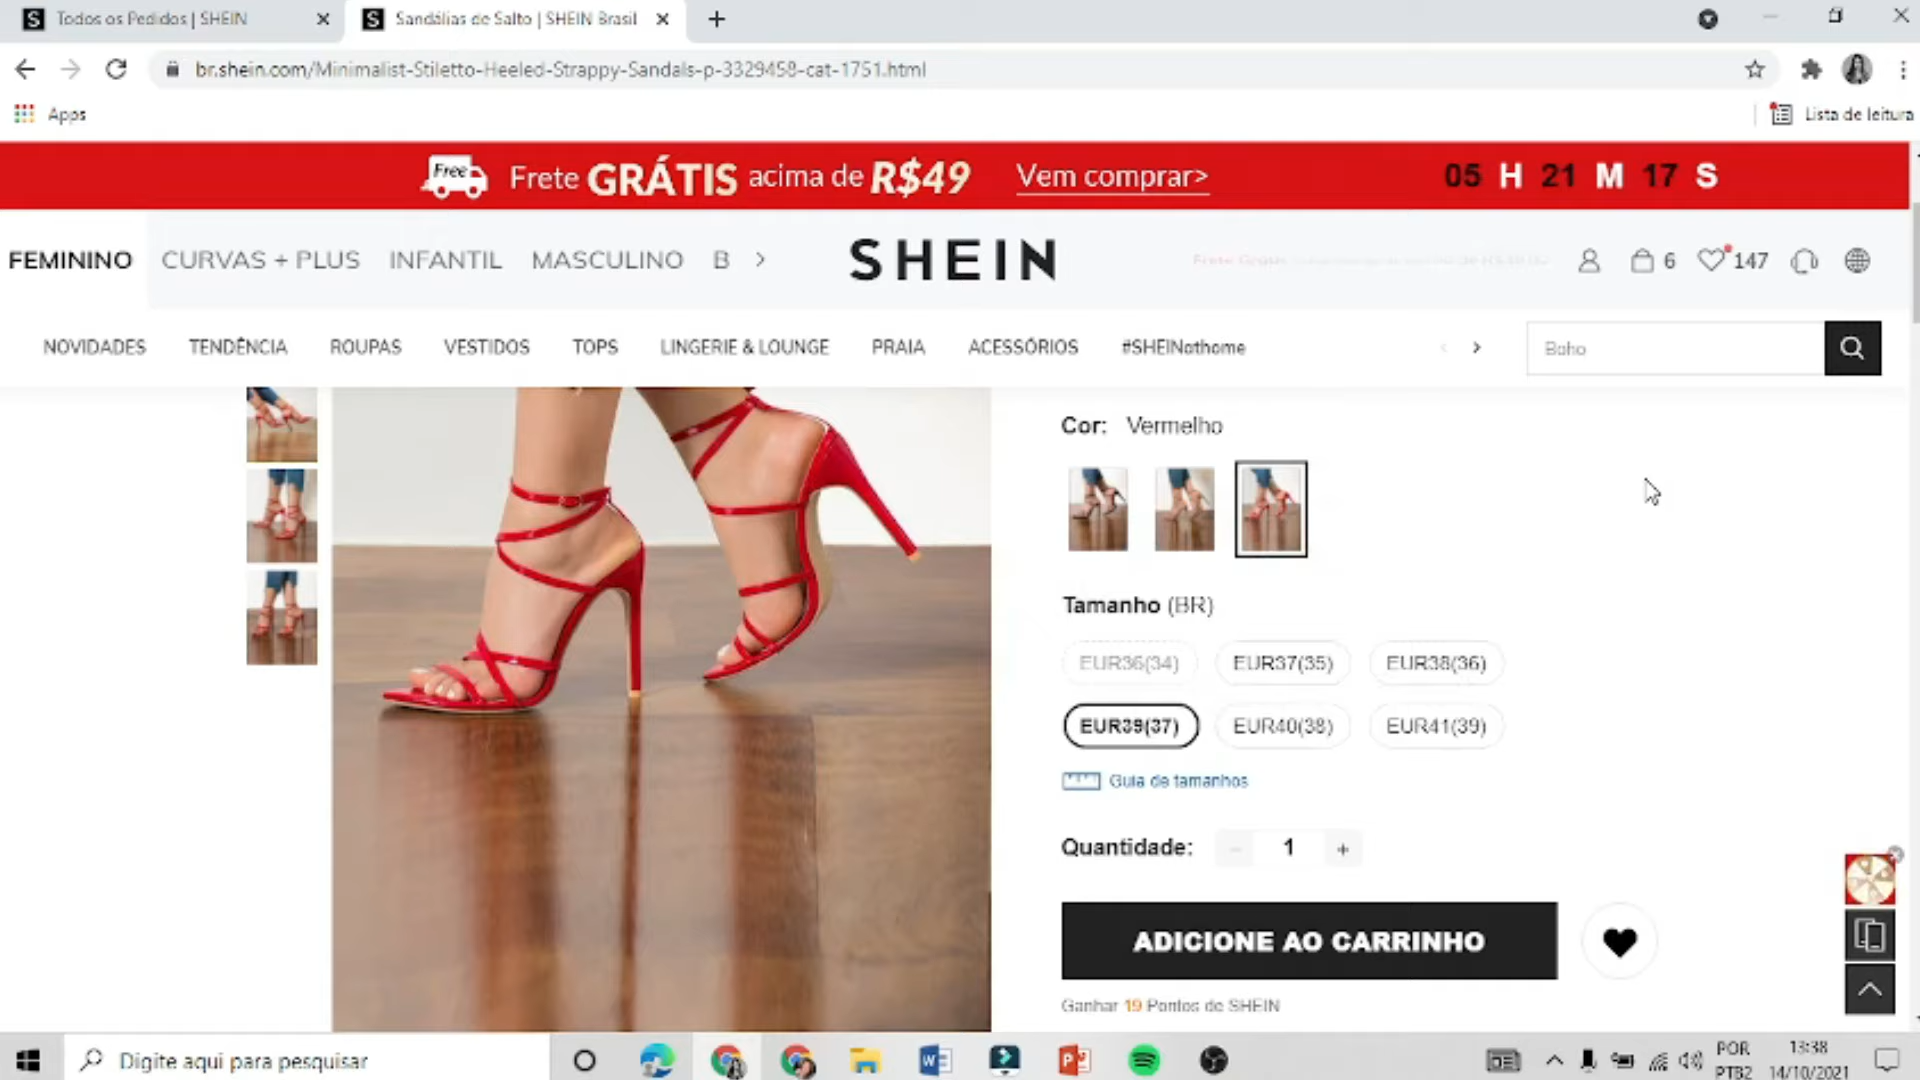 Todos os Pedidos | SHEIN
Sandálias de Salto | SHEIN Brasil
br.shein.com/Minimalist-Stiletto-Heeled-Strappy-Sandals-p-3329458-cat-1751.html
Apps
Lista de leitura
Free
Frete GRÁTIS acima de R$49 Vem comprar>
05 H 21 M 17 S
FEMININO CURVAS + PLUS INFANTIL MASCULINO B
SHEIN
Frete Grátis
6
147
NOVIDADES TENDÊNCIA ROUPAS VESTIDOS TOPS LINGERIE & LOUNGE PRAIA ACESSÓRIOS #SHEINathome
Boho
Cor: Vermelho
Tamanho (BR)
EUR36(34) EUR37(35) EUR38(36)
EUR39(37) EUR40(38) EUR41(39)
Guia de tamanhos
Quantidade: - 1 +
ADICIONE AO CARRINHO
Ganhar 19 Pontos de SHEIN
Digite aqui para pesquisar
POR
PTB2
13:38
14/10/2021